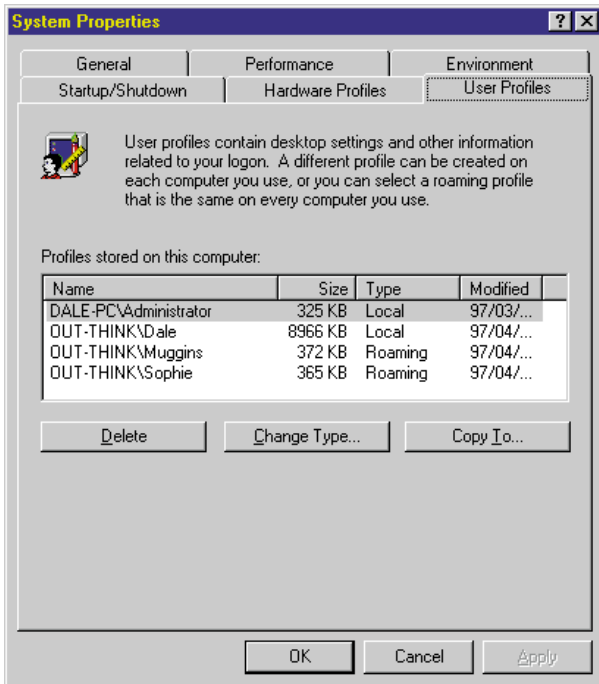 System Properties
General Performance Environment
Startup/Shutdown Hardware Profiles User Profiles
User profiles contain desktop settings and other information
related to your logon. A different profile can be created on
each computer you use, or you can select a roaming profile
that is the same on every computer you use.
Profiles stored on this computer:
Name Size Type Modified
DALE-PC\Administrator 325 KB Local 97/03/...
OUT-THINK\Dale 8966 KB Local 97/04/...
OUT-THINK\Muggins 372 KB Roaming 97/04/...
OUT-THINK\Sophie 365 KB Roaming 97/04/...
Delete Change Type... Copy To...
OK Cancel Apply